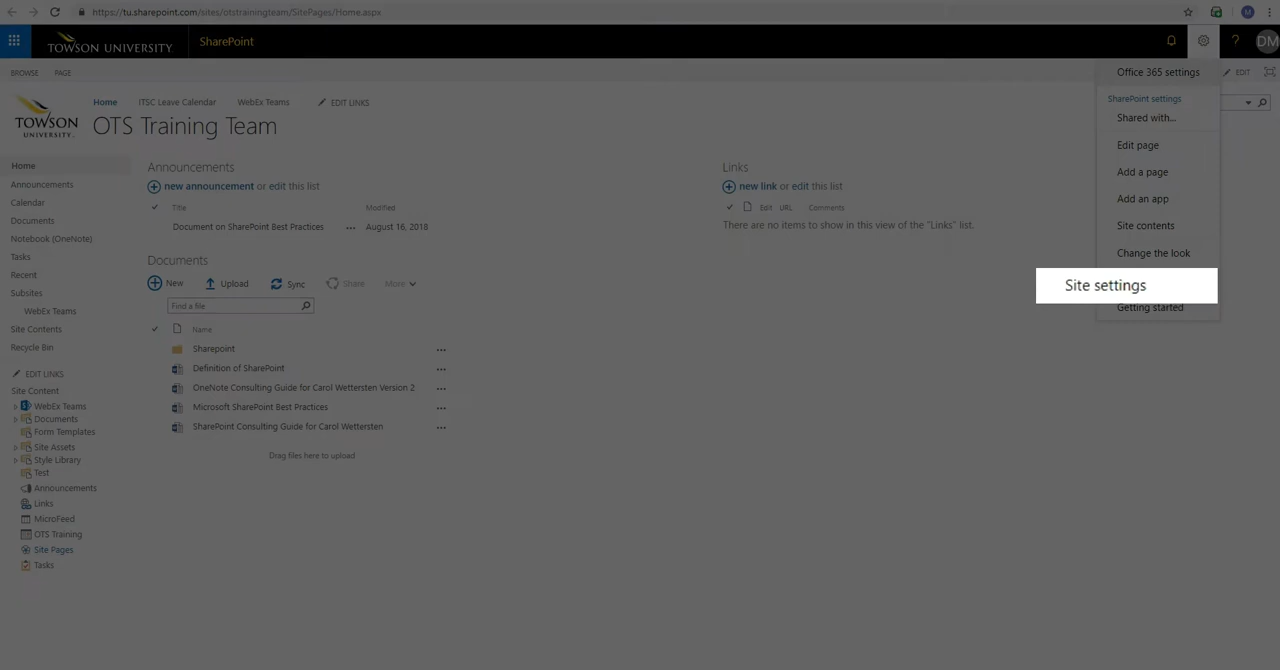 https://tu.sharepoint.com/sites/otstrainingteam/SitePages/Home.aspx
M
TOWSON UNIVERSITY
SharePoint
?
DM
BROWSE PAGE
Office 365 settings
EDIT
SharePoint settings
Shared with...
Edit page
Add a page
Add an app
Site contents
Change the look
Site settings
Getting started
TOWSON
UNIVERSITY.
Home ITSC Leave Calendar WebEx Teams EDIT LINKS
OTS Training Team
Home
Announcements
Calendar
Documents
Notebook (OneNote)
Tasks
Recent
Subsites
WebEx Teams
Site Contents
Recycle Bin
EDIT LINKS
Site Content
WebEx Teams
Documents
Form Templates
Site Assets
Style Library
Test
Announcements
Links
MicroFeed
OTS Training
Site Pages
Tasks
Announcements
new announcement or edit this list
Title Modified
Document on SharePoint Best Practices ... August 16, 2018
Documents
New Upload Sync Share More
Find a file
Name
Sharepoint ...
Definition of SharePoint ...
OneNote Consulting Guide for Carol Wettersten Version 2 ...
Microsoft SharePoint Best Practices ...
SharePoint Consulting Guide for Carol Wettersten ...
Drag files here to upload
Links
new link or edit this list
Edit URL Comments
There are no items to show in this view of the "Links" list.